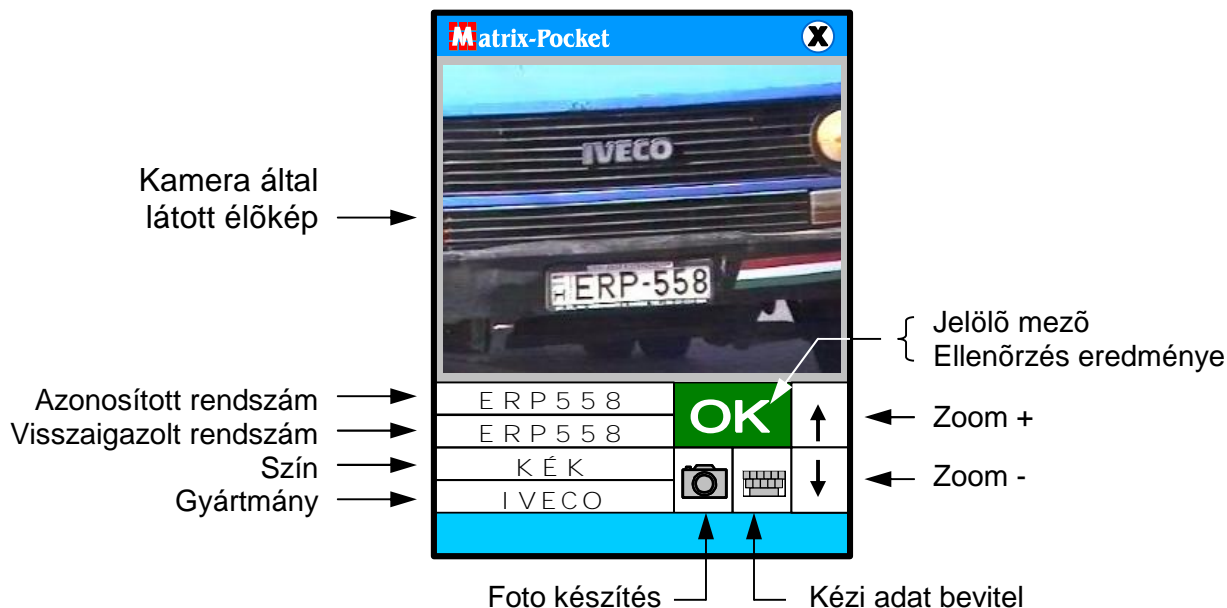 Matrix-Pocket X
IVECO
H ERP-558
Kamera által
látott élõkép
Jelölõ mezõ
Ellenõrzés eredménye
Azonosított rendszám
ERP558
OK
Zoom +
Visszaigazolt rendszám
ERP558
Szín
KÉK
Zoom -
Gyártmány
IVECO
Foto készítés
Kézi adat bevitel